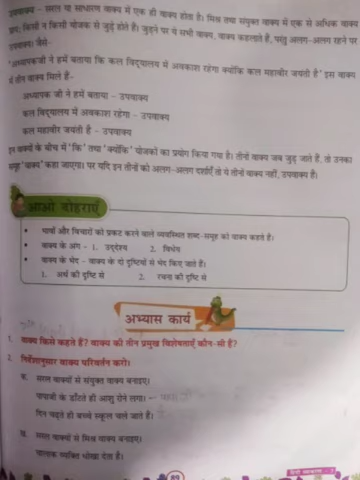 उपवाक्य - सरल या साधारण वाक्य में एक ही वाक्य होता है। मिश्र तथा संयुक्त वाक्य में एक से अधिक वाक्य
प्रायः किसी न किसी योजक से जुड़े होते हैं। जुड़ने पर ये सभी वाक्य, वाक्य कहलाते हैं, परंतु अलग-अलग रहने पर
उपवाक्य। जैसे-
'अध्यापकजी ने हमें बताया कि कल विद्यालय में अवकाश रहेगा क्योंकि कल महावीर जयंती है' इस वाक्य
में तीन वाक्य मिले हैं-
अध्यापक जी ने हमें बताया - उपवाक्य
कल विद्यालय में अवकाश रहेगा - उपवाक्य
कल महावीर जयंती है - उपवाक्य
इन वाक्यों के बीच में 'कि' तथा 'क्योंकि' योजकों का प्रयोग किया गया है। तीनों वाक्य जब जुड़ जाते हैं, तो उनका
समूह 'वाक्य' कहा जाएगा। पर यदि इन तीनों को अलग-अलग दर्शाएँ तो ये तीनों वाक्य नहीं, उपवाक्य हैं।
आओ दोहराएँ
• भावों और विचारों को प्रकट करने वाले व्यवस्थित शब्द-समूह को वाक्य कहते हैं।
• वाक्य के अंग - 1. उद्देश्य 2. विधेय
• वाक्य के भेद - वाक्य के दो दृष्टियों से भेद किए जाते हैं।
1. अर्थ की दृष्टि से 2. रचना की दृष्टि से
अभ्यास कार्य
1. वाक्य किसे कहते हैं? वाक्य की तीन प्रमुख विशेषताएँ कौन-सी हैं?
2. निर्देशानुसार वाक्य परिवर्तन करो।
क. सरल वाक्यों से संयुक्त वाक्य बनाइए।
पापाजी के डाँटते ही आशु रोने लगा।
दिन चढ़ते ही बच्चे स्कूल चले जाते हैं।
ख. सरल वाक्यों से मिश्र वाक्य बनाइए।
चालाक व्यक्ति धोखा देता है।
89
हिन्दी व्याकरण - 7